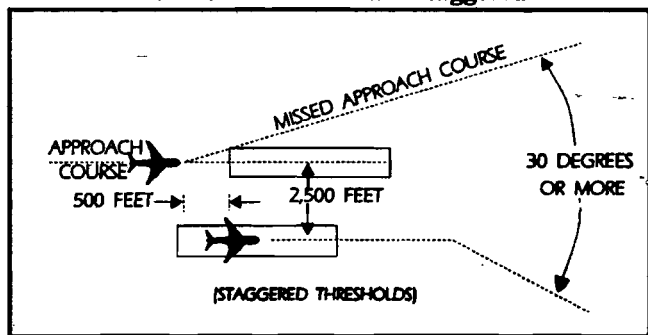 MISSED APPROACH COURSE
APPROACH
COURSE
30 DEGREES
OR MORE
500 FEET
2,500 FEET
(STAGGERED THRESHOLDS)